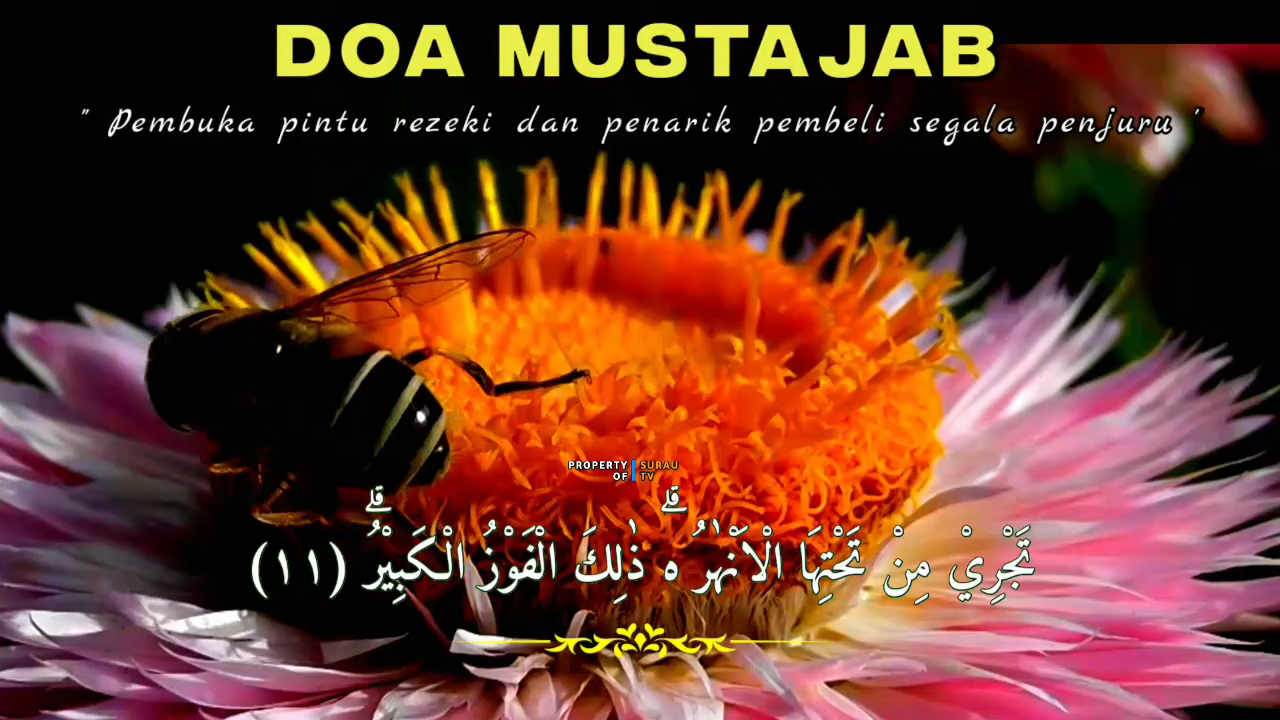 DOA MUSTAJAB
" Pembuka pintu rezeki dan penarik pembeli segala penjuru '
PROPERTY OF | SURAU TV
تَجْرِيْ مِنْ تَحْتِهَا الْاَنْهٰرُ ەۗ ذٰلِكَ الْفَوْزُ الْكَبِيْرُۗ (١١)